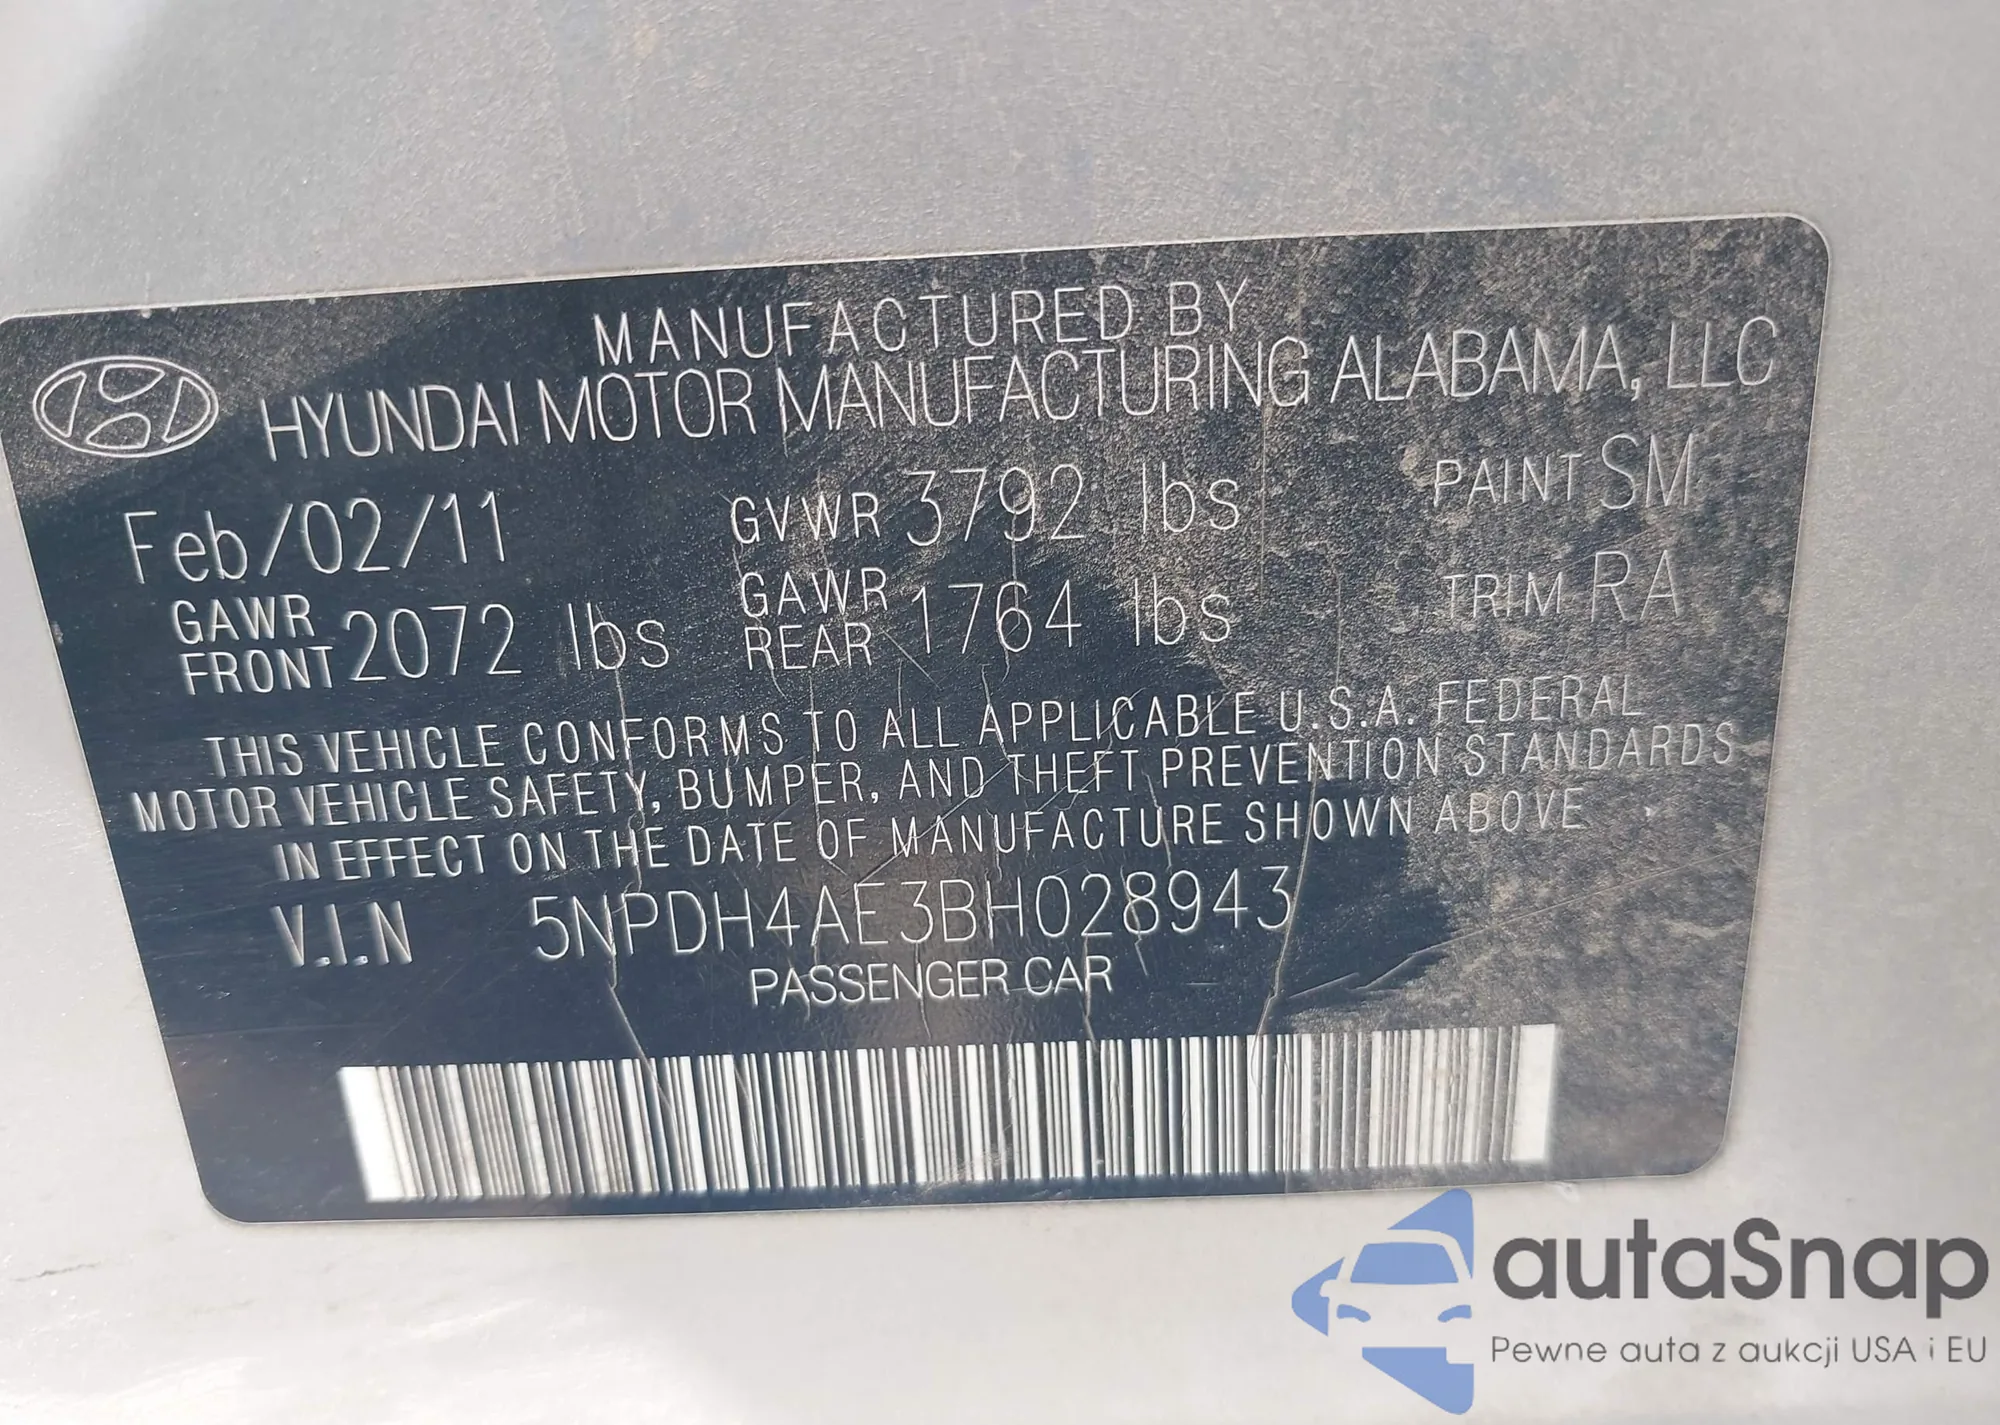 MANUFACTURED BY
HYUNDAI MOTOR MANUFACTURING ALABAMA, LLC
Feb/02/11 GVWR 3792 lbs PAINT SM
GAWR FRONT 2072 lbs GAWR REAR 1764 lbs TRIM RA
THIS VEHICLE CONFORMS TO ALL APPLICABLE U.S.A. FEDERAL
MOTOR VEHICLE SAFETY, BUMPER, AND THEFT PREVENTION STANDARDS
IN EFFECT ON THE DATE OF MANUFACTURE SHOWN ABOVE
V.I.N 5NPDH4AE3BH028943
PASSENGER CAR
autaSnap
Pewne auta z aukcji USA i EU